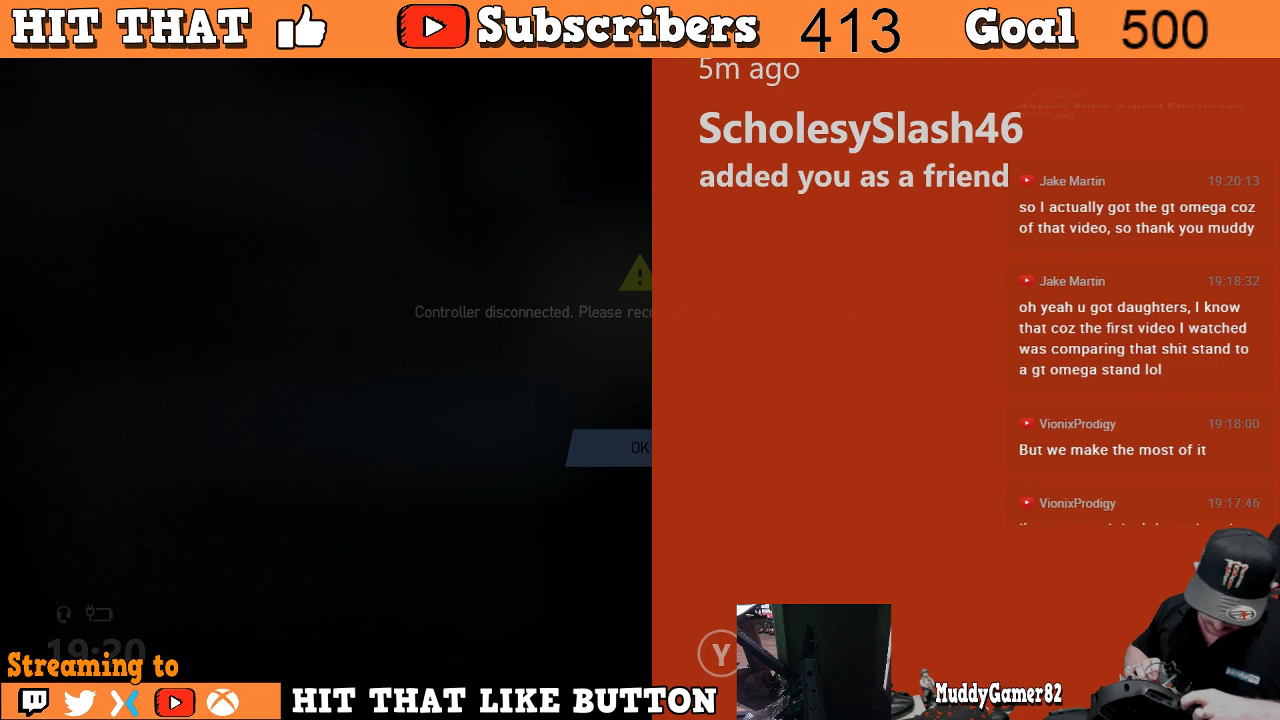 HIT THAT
Subscribers
413
Goal
500
5m ago
ScholesySlash46
added you as a friend
Jake Martin 19:20:13
so I actually got the gt omega coz
of that video, so thank you muddy
Jake Martin 19:18:32
oh yeah u got daughters, I know
that coz the first video I watched
was comparing that shit stand to
a gt omega stand lol
VionixProdigy 19:18:00
But we make the most of it
VionixProdigy 19:17:46
Controller disconnected. Please
OK
19:20
Y
Streaming to
HIT THAT LIKE BUTTON
MuddyGamer82